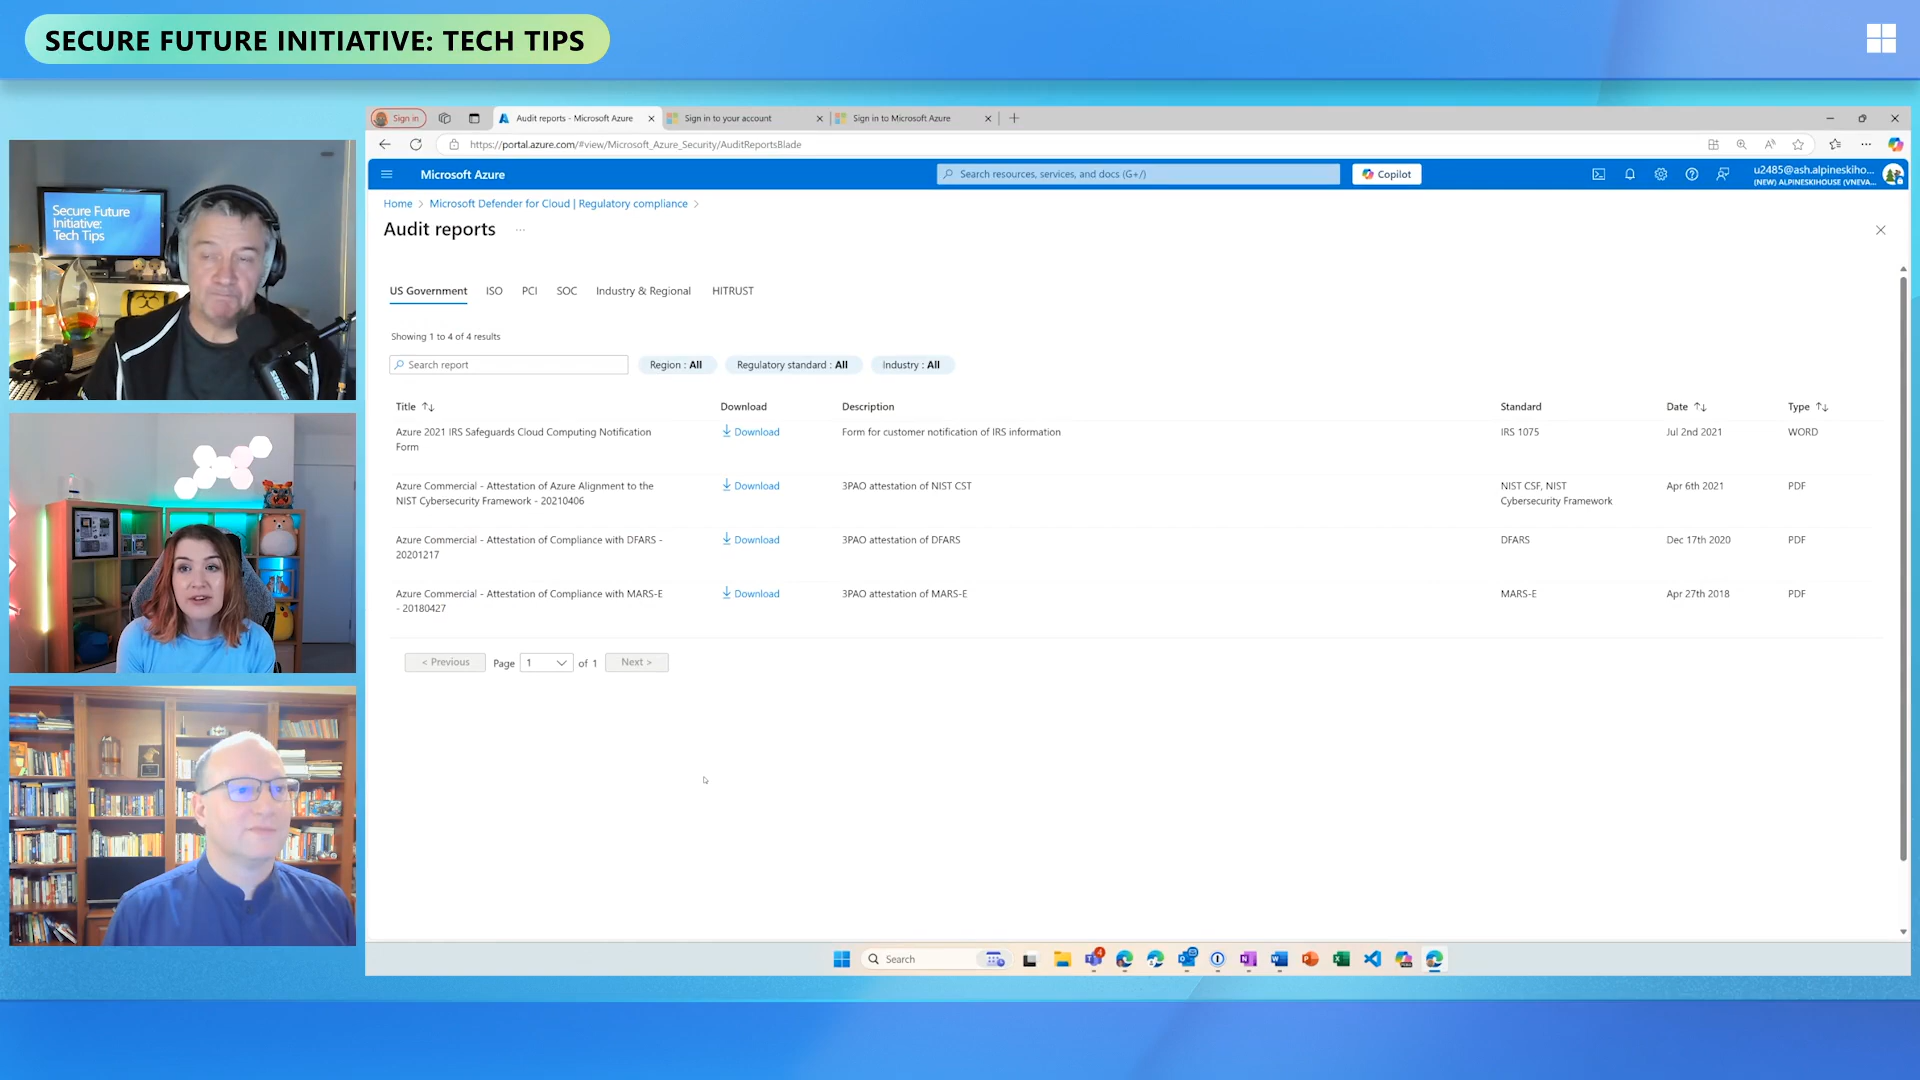 SECURE FUTURE INITIATIVE: TECH TIPS
Secure Future
Initiative:
Tech Tips
Sign in
Audit reports - Microsoft Azure
Sign in to your account
Sign in to Microsoft Azure
https://portal.azure.com/#view/Microsoft_Azure_Security/AuditReportsBlade
Microsoft Azure
Search resources, services, and docs (G+/)
Copilot
u2485@ash.alpineskiho...
(NEW) ALPINESKIHOUSE (VNEVA...
Home > Microsoft Defender for Cloud | Regulatory compliance >
Audit reports ...
US Government ISO PCI SOC Industry & Regional HITRUST
Showing 1 to 4 of 4 results
Search report
Region : All
Regulatory standard : All
Industry : All
Title Download Description Standard Date Type
Azure 2021 IRS Safeguards Cloud Computing Notification Download Form for customer notification of IRS information IRS 1075 Jul 2nd 2021 WORD
Form
Azure Commercial - Attestation of Azure Alignment to the Download 3PAO attestation of NIST CST NIST CSF, NIST Apr 6th 2021 PDF
NIST Cybersecurity Framework - 20210406 Cybersecurity Framework
Azure Commercial - Attestation of Compliance with DFARS - Download 3PAO attestation of DFARS DFARS Dec 17th 2020 PDF
20201217
Azure Commercial - Attestation of Compliance with MARS-E Download 3PAO attestation of MARS-E MARS-E Apr 27th 2018 PDF
- 20180427
< Previous Page 1 of 1 Next >
Search